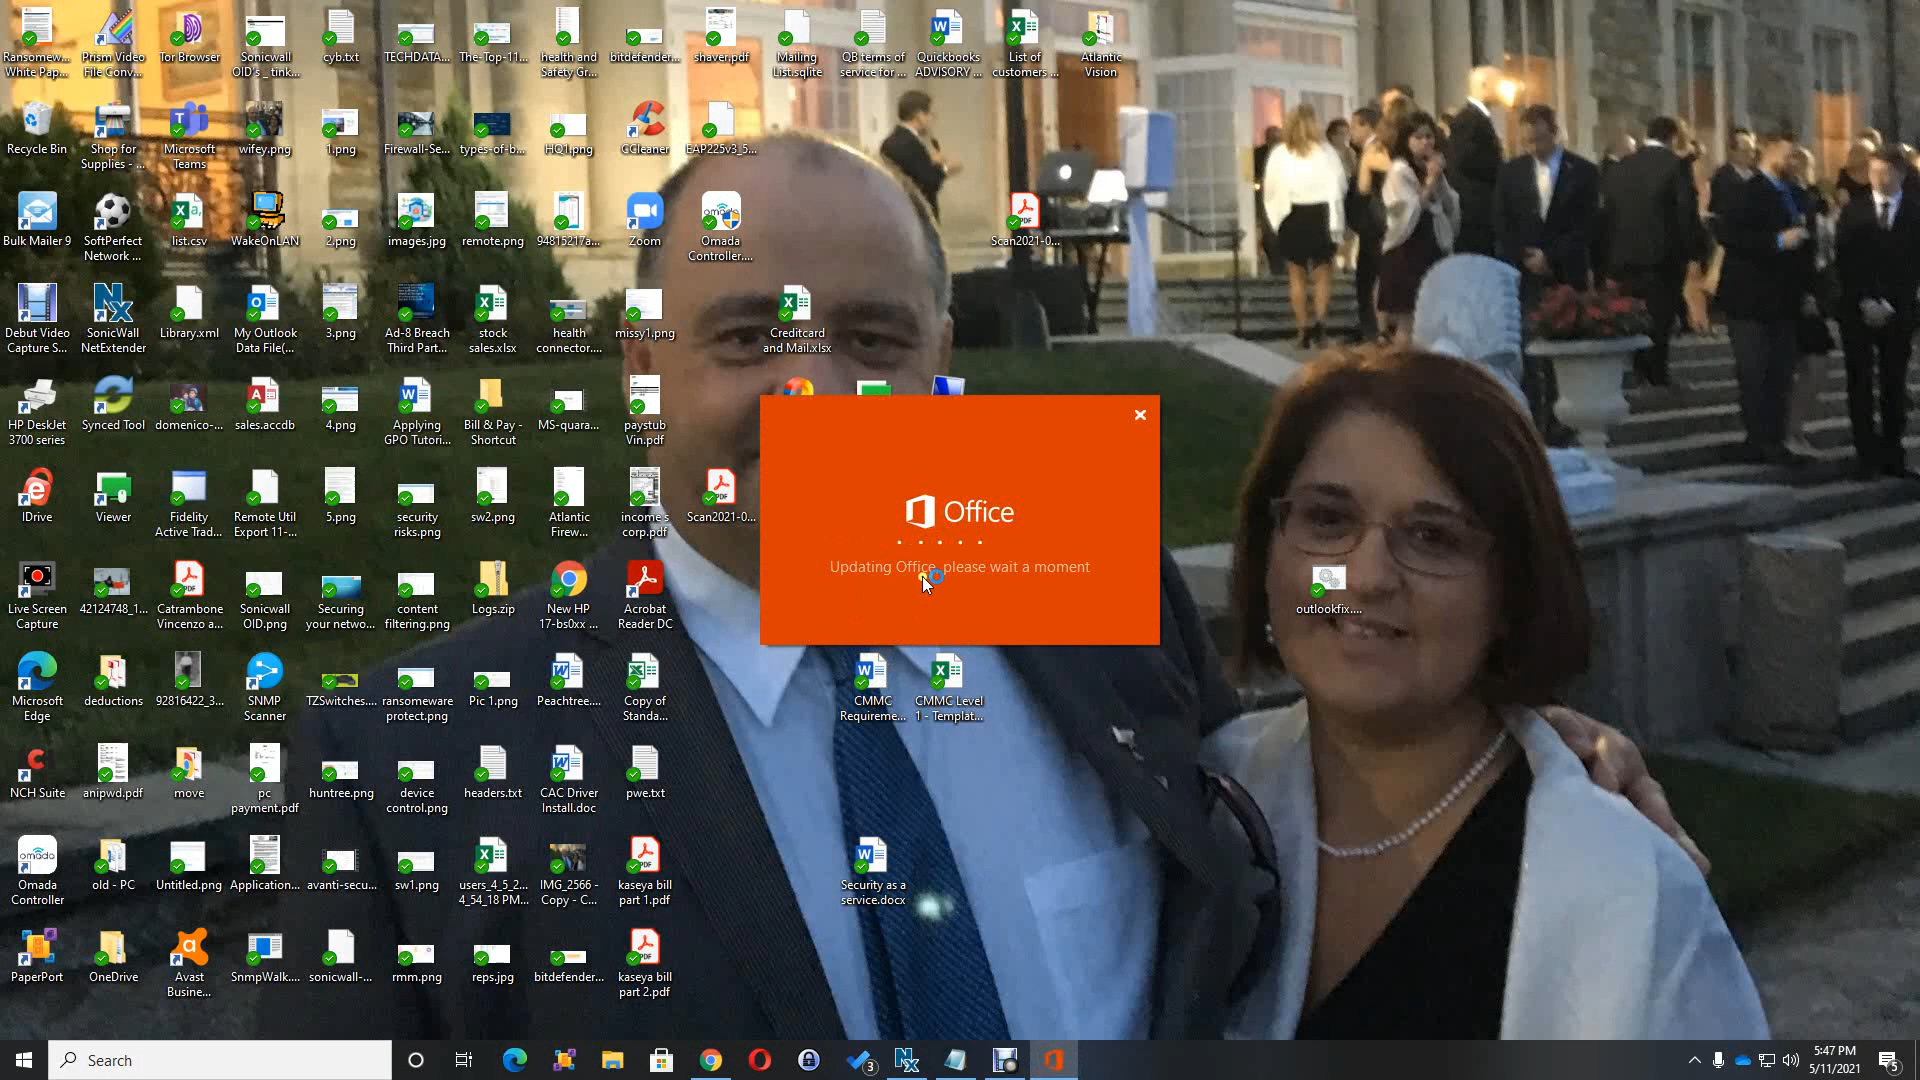 Ransomew...
White Pap...
Prism Video
File Conv...
Tor Browser
Sonicwall
OID's _ tink...
cyb.txt
TECHDATA...
The-Top-11...
health and
Safety Gr...
bitdefender...
shaver.pdf
Mailing
List.sqlite
QB terms of
service for ...
Quickbooks
ADVISORY ...
List of
customers ...
Atlantic
Vision
Recycle Bin
Shop for
Supplies - ...
Microsoft
Teams
wifey.png
1.png
Firewall-Se...
types-of-b...
HQ1.png
CCleaner
EAP225v3_5...
Bulk Mailer 9
SoftPerfect
Network ...
list.csv
WakeOnLAN
2.png
images.jpg
remote.png
94815217a...
Zoom
Omada
Controller....
Scan2021-0...
Debut Video
Capture S...
SonicWall
NetExtender
Library.xml
My Outlook
Data File(...
3.png
Ad-8 Breach
Third Part...
stock
sales.xlsx
health
connector....
missy1.png
Creditcard
and Mail.xlsx
HP DeskJet
3700 series
Synced Tool
domenico-...
sales.accdb
4.png
Applying
GPO Tutori...
Bill & Pay -
Shortcut
MS-quara...
paystub
Vin.pdf
IDrive
Viewer
Fidelity
Active Trad...
Remote Util
Export 11-...
5.png
security
risks.png
sw2.png
Atlantic
Firew...
income s
corp.pdf
Scan2021-0...
Office
Updating Office, please wait a moment
Live Screen
Capture
42124748_1...
Catrambone
Vincenzo a...
Sonicwall
OID.png
Securing
your netwo...
content
filtering.png
Logs.zip
New HP
17-bs0xx ...
Acrobat
Reader DC
outlookfix....
Microsoft
Edge
deductions
92816422_3...
SNMP
Scanner
TZSwitches....
ransomeware
protect.png
Pic 1.png
Peachtree....
Copy of
Standa...
CMMC
Requireme...
CMMC Level
1 - Templat...
NCH Suite
anipwd.pdf
move
pc
payment.pdf
huntree.png
device
control.png
headers.txt
CAC Driver
Install.doc
pwe.txt
Omada
Controller
old - PC
Untitled.png
Application...
avanti-secu...
sw1.png
users_4_5_2...
4_54_18 PM...
IMG_2566 -
Copy - C...
kaseya bill
part 1.pdf
Security as a
service.docx
PaperPort
OneDrive
Avast
Busine...
SnmpWalk....
sonicwall-...
rmm.png
reps.jpg
bitdefender...
kaseya bill
part 2.pdf
Search
3
5:47 PM
5/11/2021
5